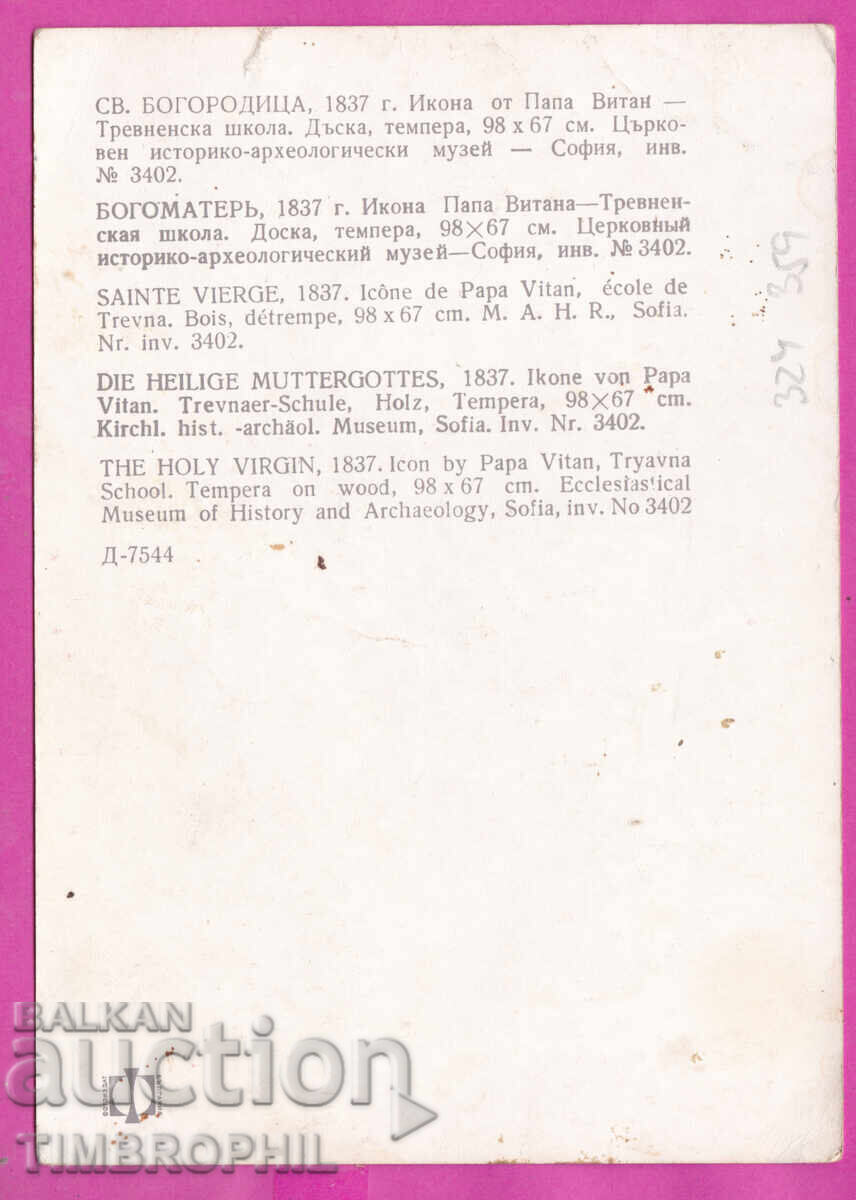 СВ. БОГОРОДИЦА, 1837 г. Икона от Папа Витан —
Тревненска школа. Дъска, темпера, 98 x 67 см. Църко-
вен историко-археологически музей — София, инв.
№ 3402.
БОГОМАТЕРЬ, 1837 г. Икона Папа Витана—Тревнен-
ская школа. Доска, темпера, 98×67 см. Церковный
историко-археологический музей—София, инв. № 3402.
SAINTE VIERGE, 1837. Icône de Papa Vitan, école de
Trevna. Bois, détrempe, 98 x 67 cm. M. A. H. R., Sofia.
Nr. inv. 3402.
DIE HEILIGE MUTTERGOTTES, 1837. Ikone von Papa
Vitan. Trevnaer-Schule, Holz, Tempera, 98×67 cm.
Kirchl. hist. -archäol. Museum, Sofia. Inv. Nr. 3402.
THE HOLY VIRGIN, 1837. Icon by Papa Vitan, Tryavna
School. Tempera on wood, 98 x 67 cm. Ecclesiastical
Museum of History and Archaeology, Sofia, inv. No 3402
Д-7544
324 359
BALKAN
auction
TIMBROPHIL